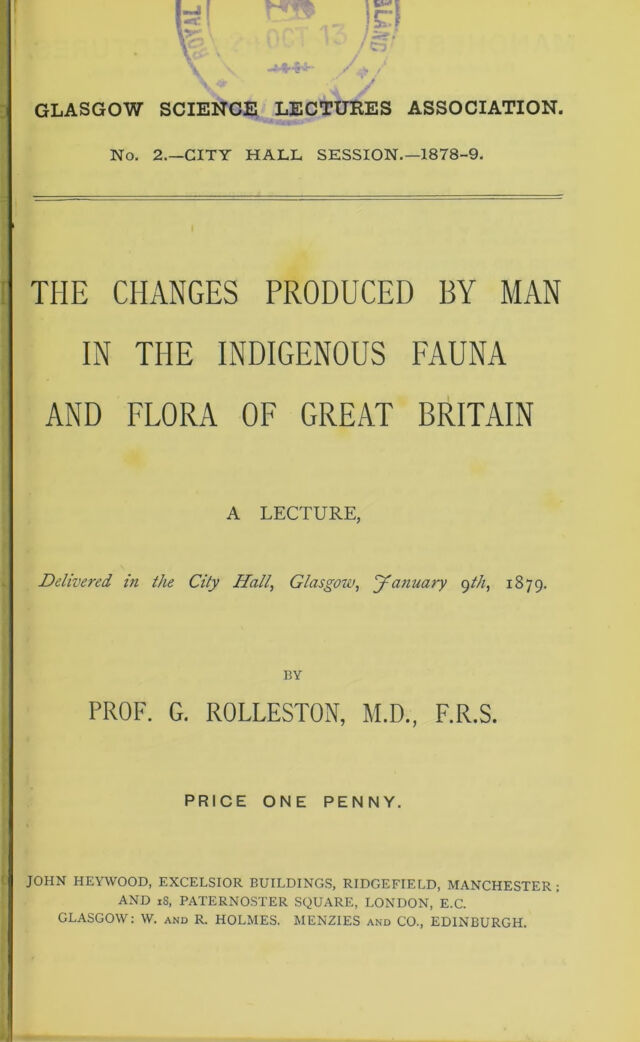 ROYAL
OCT 13
GLASGOW SCIENCE LECTURES ASSOCIATION.
No. 2.—CITY HALL SESSION.—1878-9.
THE CHANGES PRODUCED BY MAN
IN THE INDIGENOUS FAUNA
AND FLORA OF GREAT BRITAIN
A LECTURE,
Delivered in the City Hall, Glasgow, January 9th, 1879.
BY
PROF. G. ROLLESTON, M.D., F.R.S.
PRICE ONE PENNY.
JOHN HEYWOOD, EXCELSIOR BUILDINGS, RIDGEFIELD, MANCHESTER;
AND 18, PATERNOSTER SQUARE, LONDON, E.C.
GLASGOW: W. AND R. HOLMES. MENZIES AND CO., EDINBURGH.